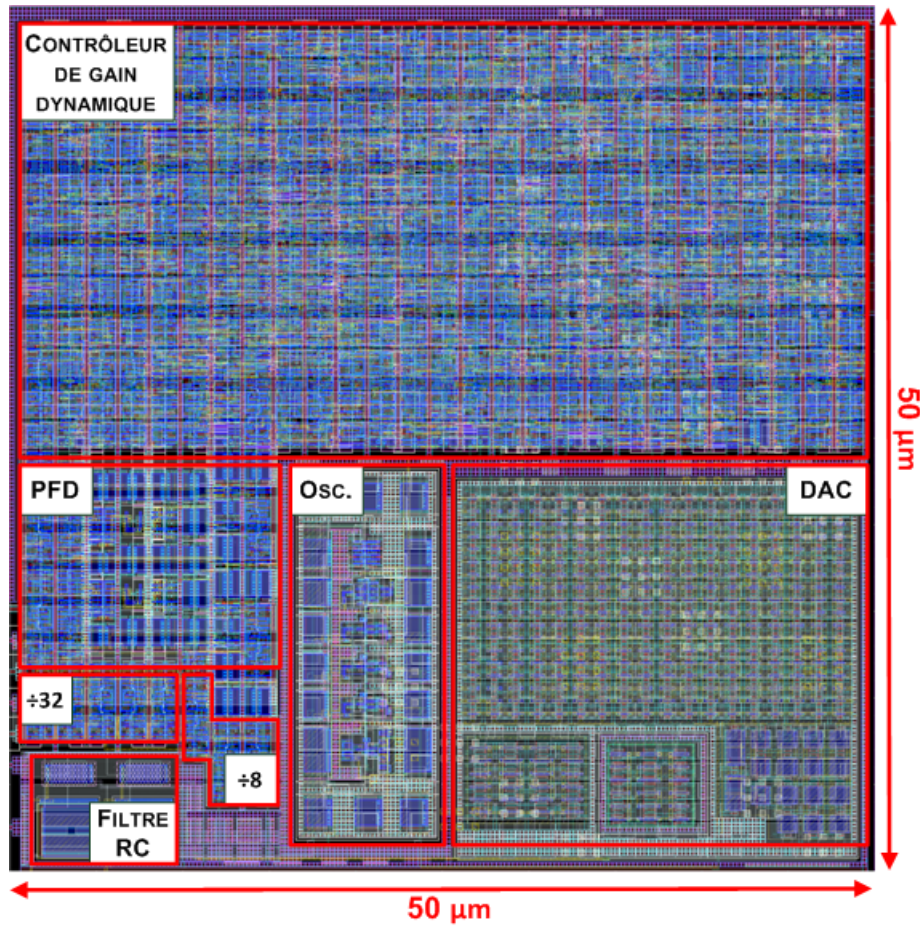 CONTRÔLEUR
DE GAIN
DYNAMIQUE
50 µm
PFD
OSC.
DAC
÷32
÷8
FILTRE
RC
50 µm